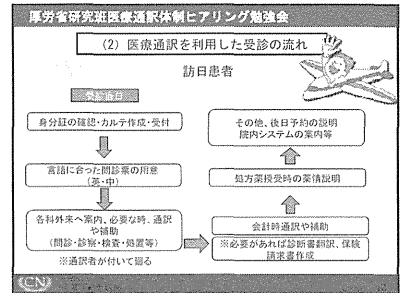 厚労省研究班医療通訳体制ヒアリング勉強会
（2）医療通訳を利用した受診の流れ
訪日患者
受診当日
身分証の確認・カルテ作成・受付
言語に合った問診票の用意
（英・中）
各科外来へ案内、必要な時、通訳
や補助
（問診・診察・検査・処置等）
※通訳者が付いて廻る
会計時通訳や補助
※必要があれば診断書翻訳、保険
請求書作成
処方薬授受時の薬情説明
その他、後日予約の説明
院内システムの案内等
CN